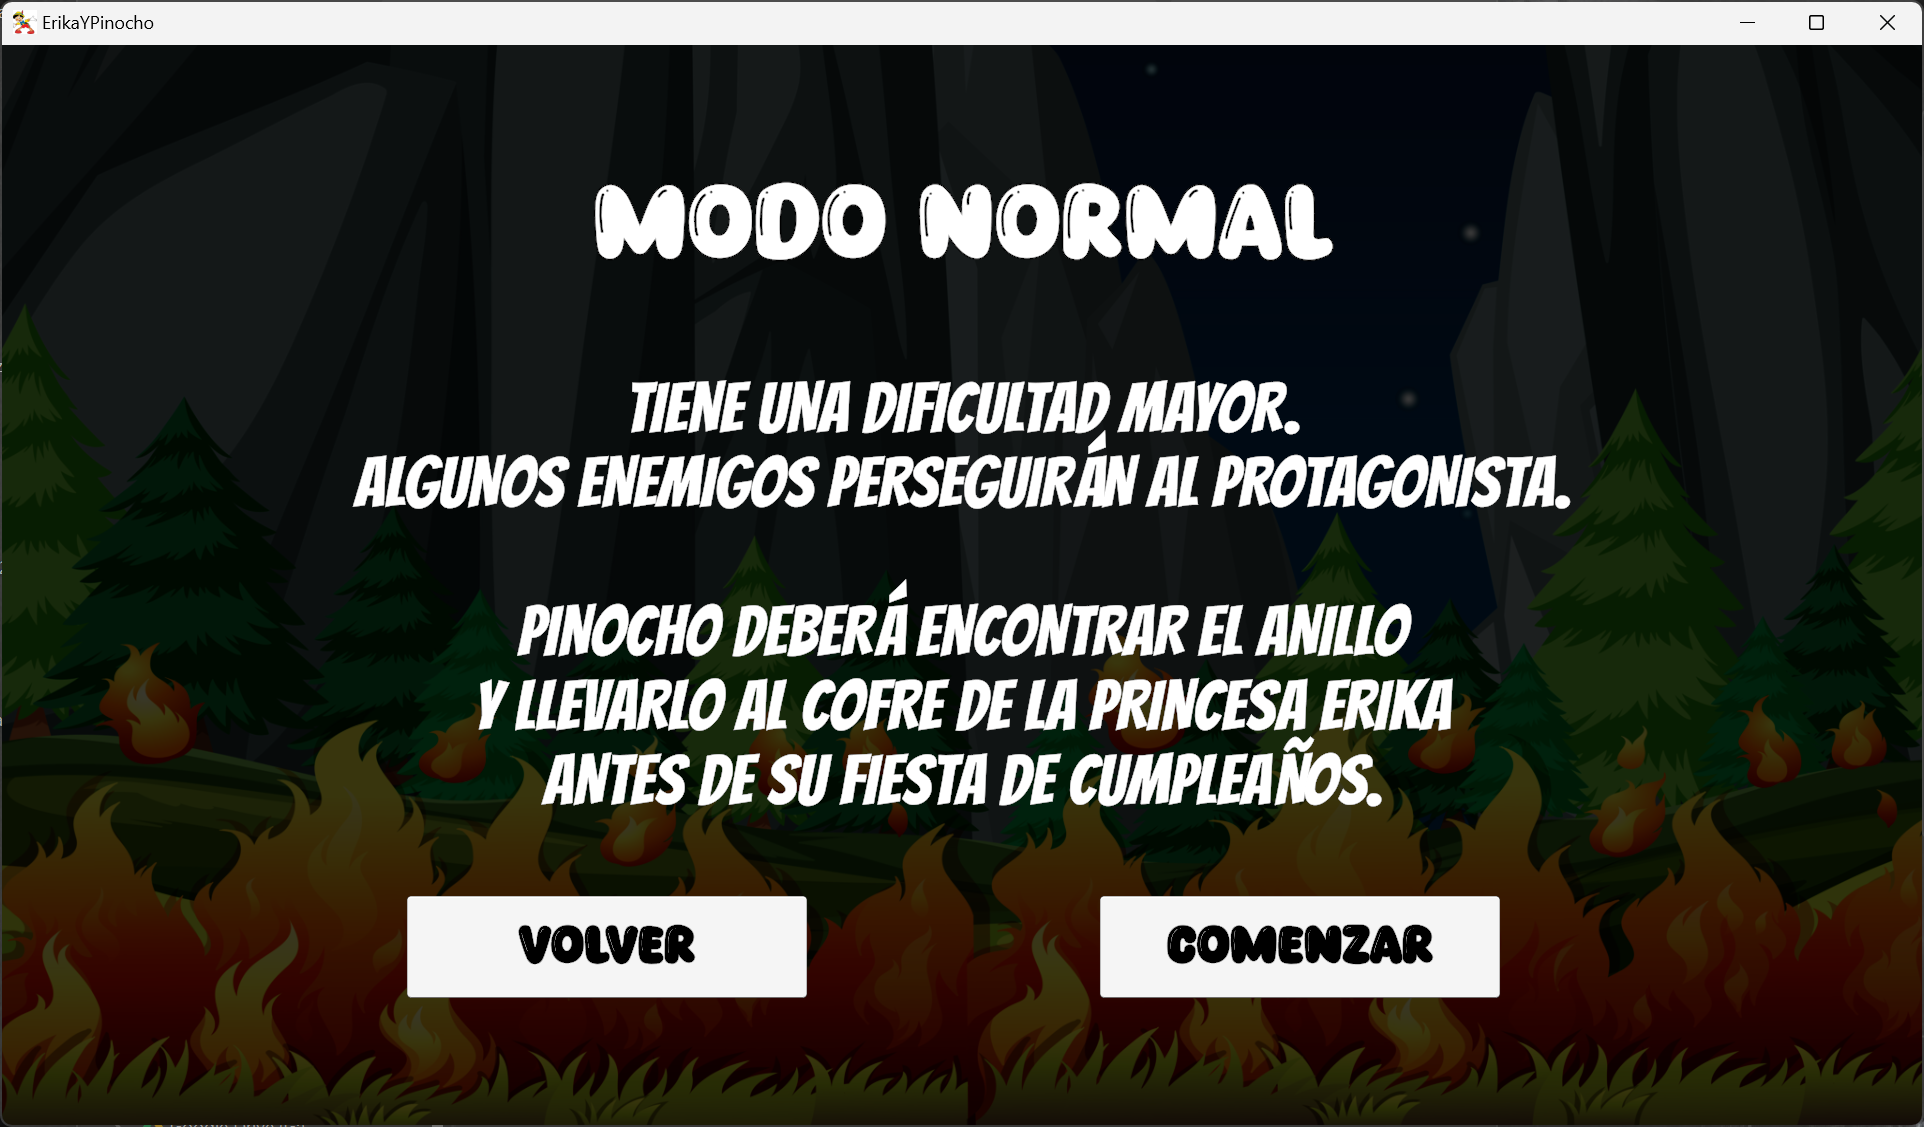 ErikaYPinocho
MODO NORMAL
TIENE UNA DIFICULTAD MAYOR.
ALGUNOS ENEMIGOS PERSEGUIRÁN AL PROTAGONISTA.
PINOCHO DEBERÁ ENCONTRAR EL ANILLO
Y LLEVARLO AL COFRE DE LA PRINCESA ERIKA
ANTES DE SU FIESTA DE CUMPLEAÑOS.
VOLVER
COMENZAR